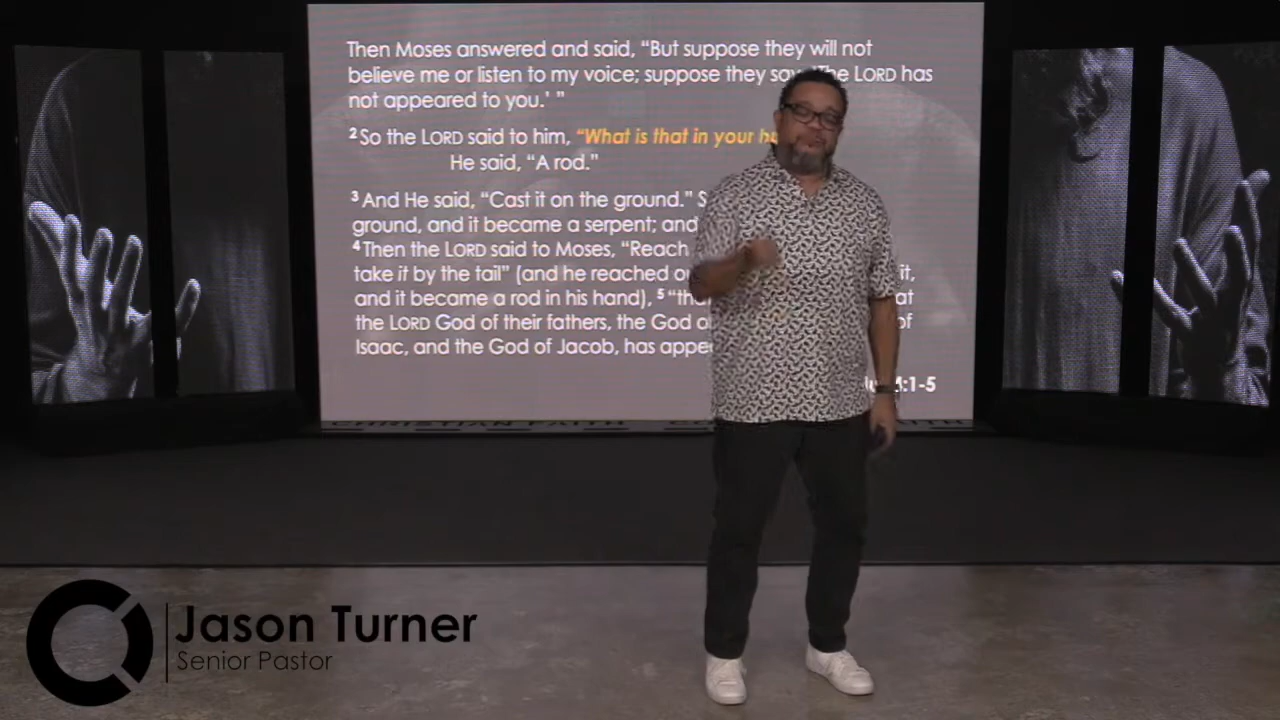 Then Moses answered and said, “But suppose they will not
believe me or listen to my voice; suppose they say, ‘The LORD has
not appeared to you.’ ”
2 So the LORD said to him, “What is that in your
He said, “A rod.”
3 And He said, “Cast it on the ground.”
ground, and it became a serpent; and
4 Then the LORD said to Moses, “Reach
take it by the tail” (and he reached it,
and it became a rod in his hand), 5
the LORD God of their fathers, the God of
Isaac, and the God of Jacob, has
4:1-5
CHRISTIAN FAITH
Jason Turner
Senior Pastor